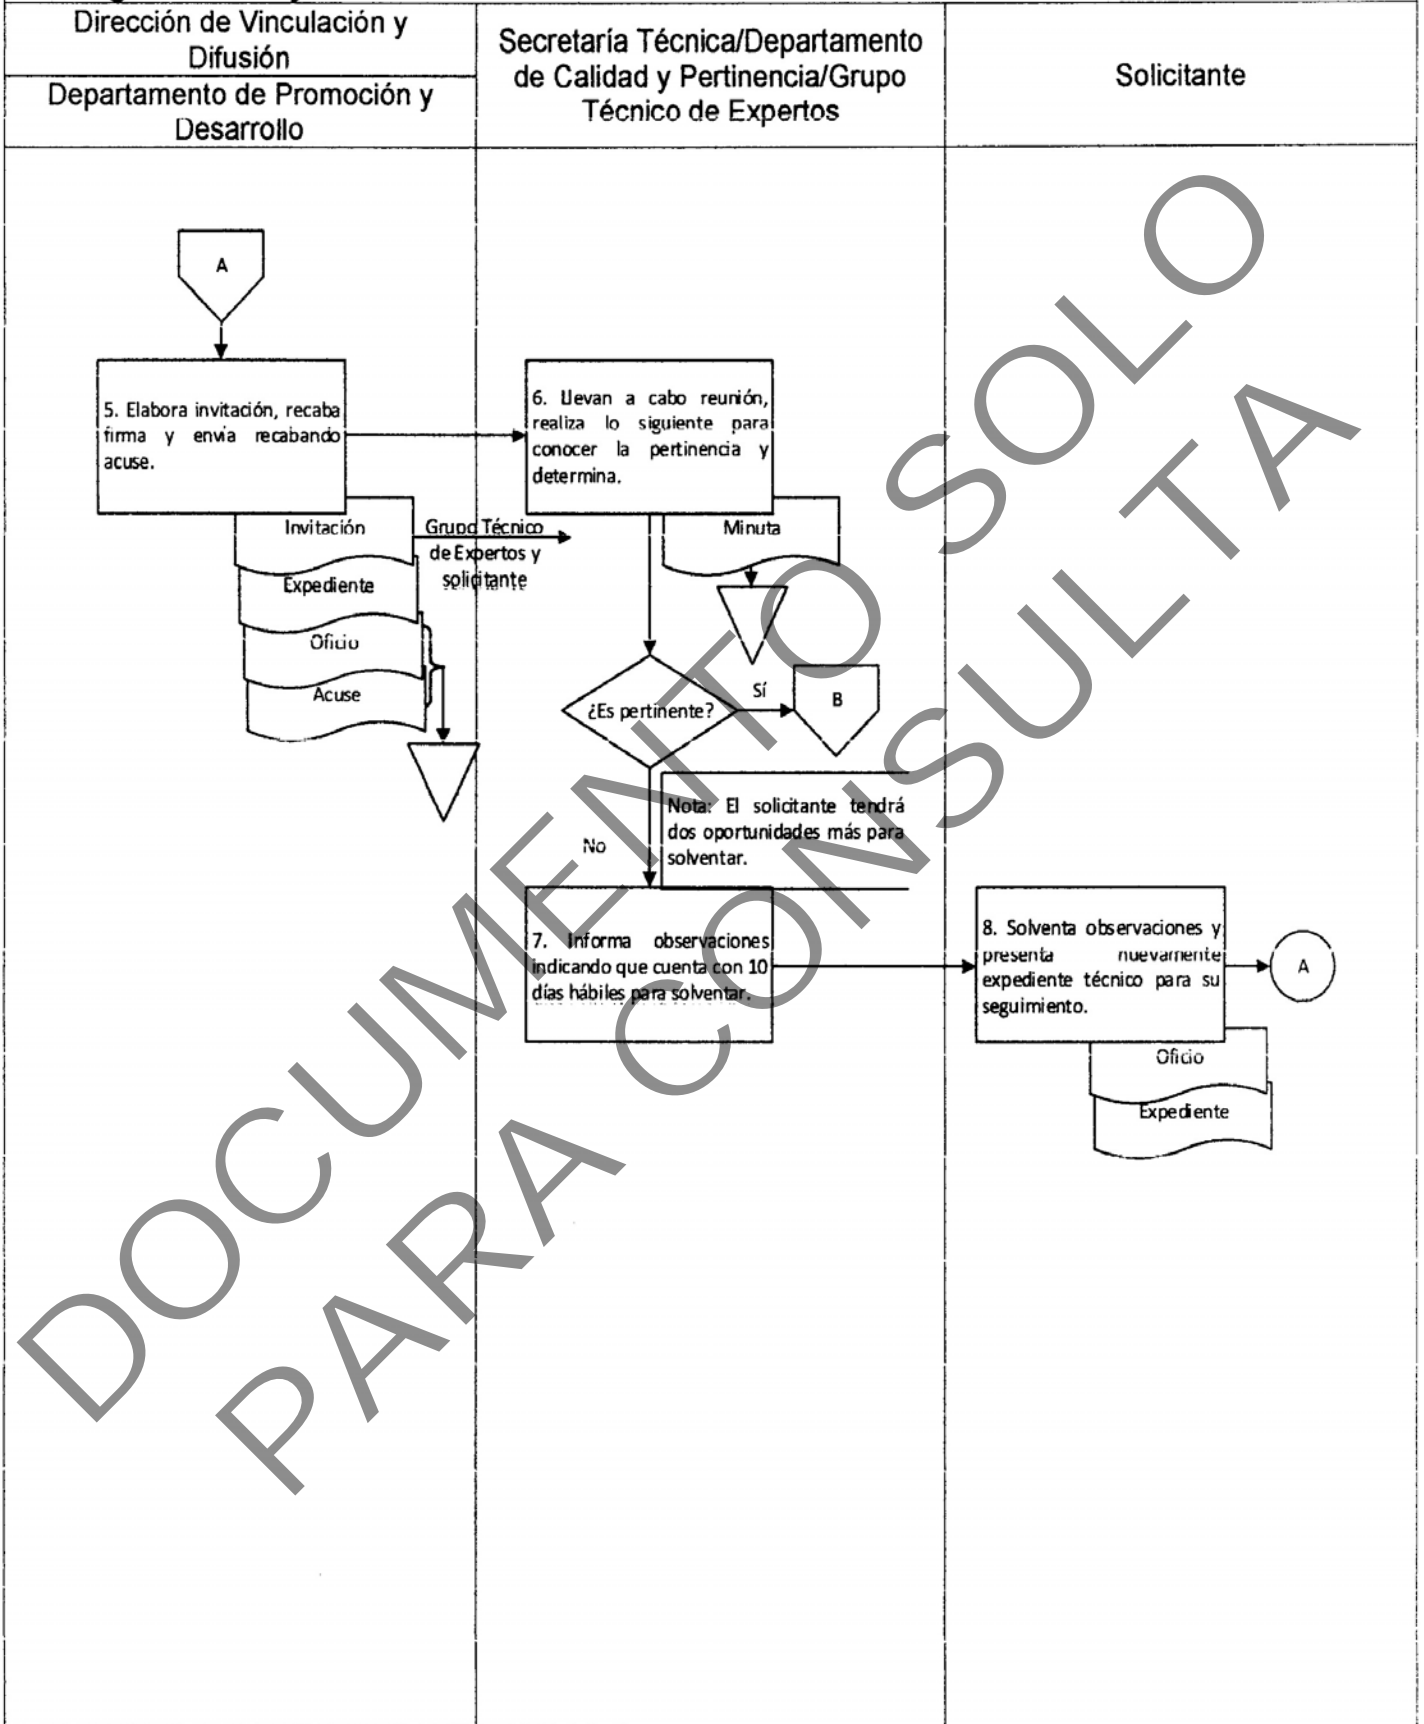 Dirección de Vinculación y
Difusión
Departamento de Promoción y
Desarrollo
Secretaría Técnica/Departamento
de Calidad y Pertinencia/Grupo
Técnico de Expertos
Solicitante
A
5. Elabora invitación, recaba
firma y envía recabando
acuse.
Invitación
Expediente
Oficio
Acuse
Grupo Técnico
de Expertos y
solicitante
6. Llevan a cabo reunión,
realiza lo siguiente para
conocer la pertinencia y
determina.
Minuta
¿Es pertinente?
Sí
B
No
Nota: El solicitante tendrá
dos oportunidades más para
solventar.
7. Informa observaciones
indicando que cuenta con 10
días hábiles para solventar.
8. Solventa observaciones y
presenta nuevamente
expediente técnico para su
seguimiento.
A
Oficio
Expediente
DOCUMENTO SOLO
PARA CONSULTA